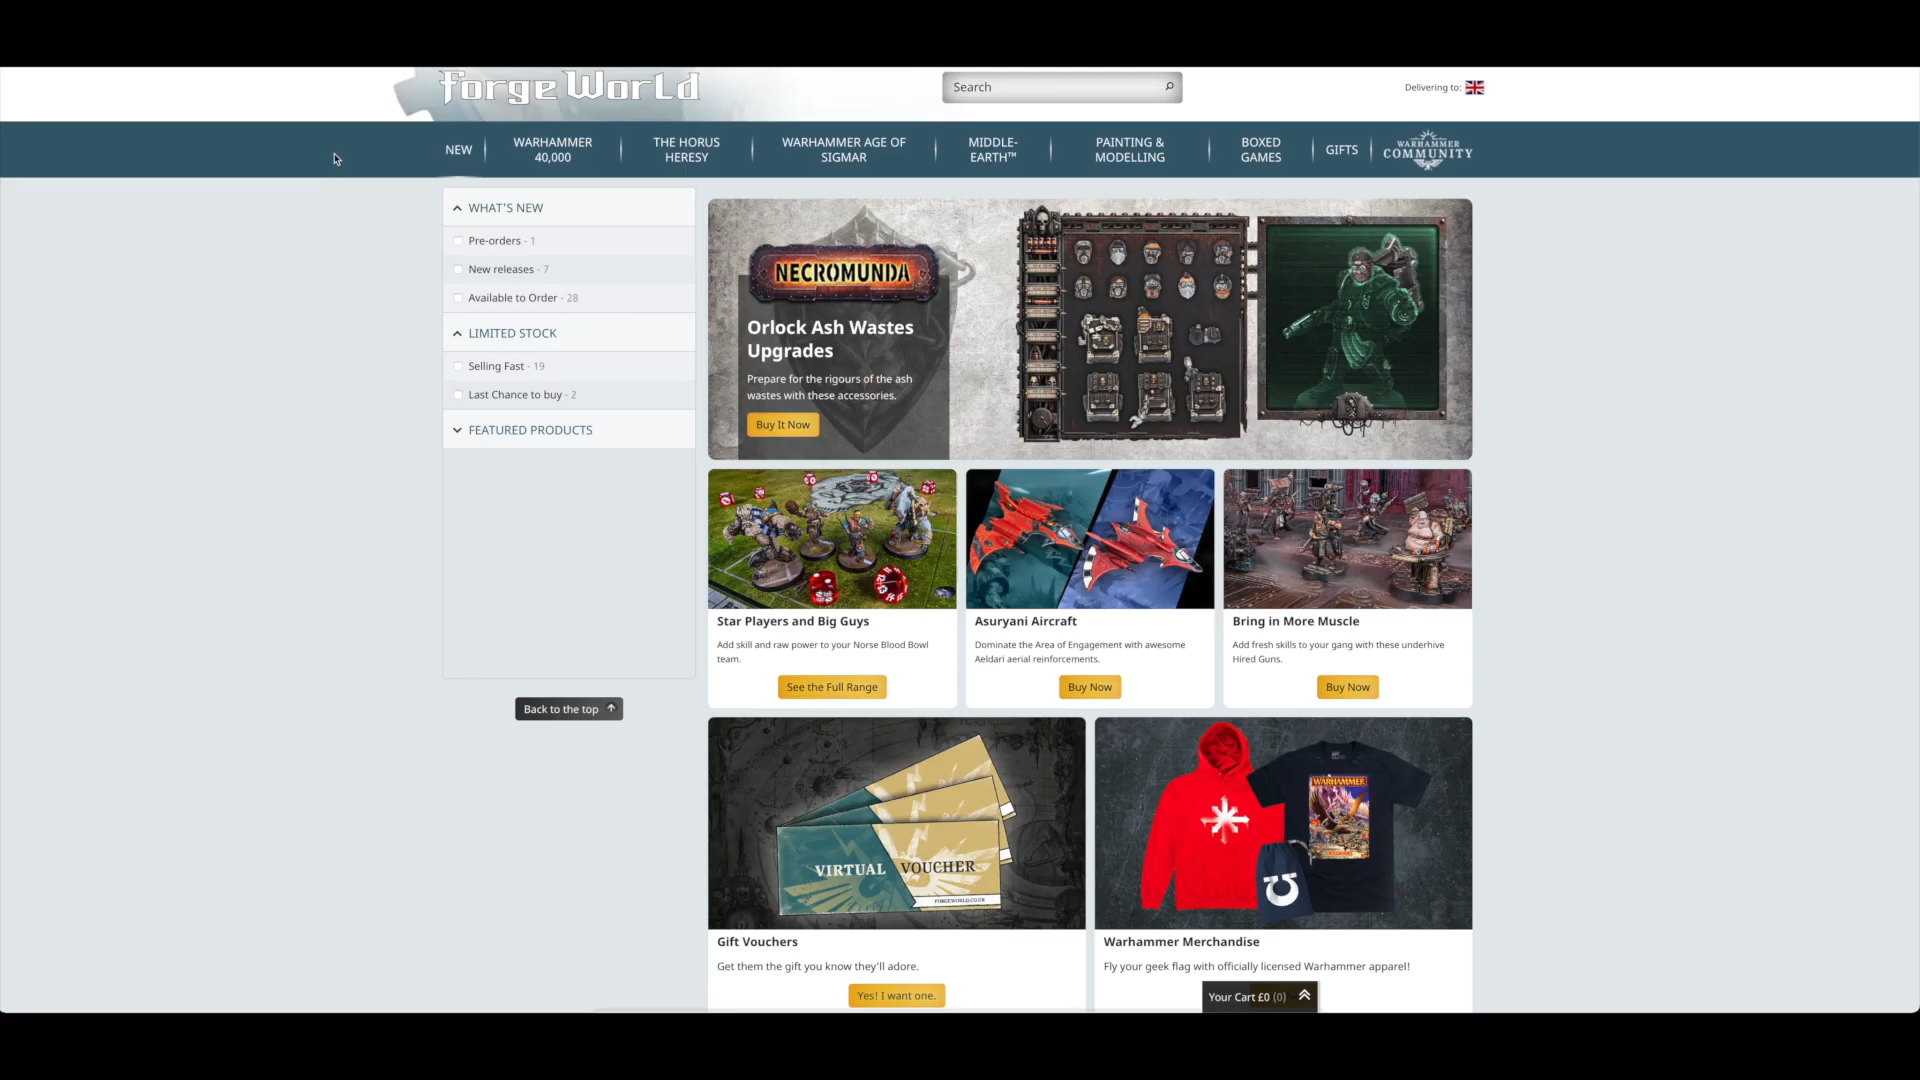 Forge World
Search
Delivering to:
NEW
WARHAMMER
40,000
THE HORUS
HERESY
WARHAMMER AGE OF
SIGMAR
MIDDLE-
EARTH™
PAINTING &
MODELLING
BOXED
GAMES
GIFTS
WARHAMMER
COMMUNITY
WHAT'S NEW
Pre-orders - 1
New releases - 7
Available to Order - 28
LIMITED STOCK
Selling Fast - 19
Last Chance to buy - 2
FEATURED PRODUCTS
Back to the top
NECROMUNDA
Orlock Ash Wastes
Upgrades
Prepare for the rigours of the ash
wastes with these accessories.
Buy It Now
Star Players and Big Guys
Add skill and raw power to your Norse Blood Bowl
team.
See the Full Range
Asuryani Aircraft
Dominate the Area of Engagement with awesome
Aeldari aerial reinforcements.
Buy Now
Bring in More Muscle
Add fresh skills to your gang with these underhive
Hired Guns.
Buy Now
VIRTUAL VOUCHER
FORGEWORLD.CO.UK
Gift Vouchers
Get them the gift you know they'll adore.
Yes! I want one.
WARHAMMER
Warhammer Merchandise
Fly your geek flag with officially licensed Warhammer apparel!
Your Cart £0 (0)